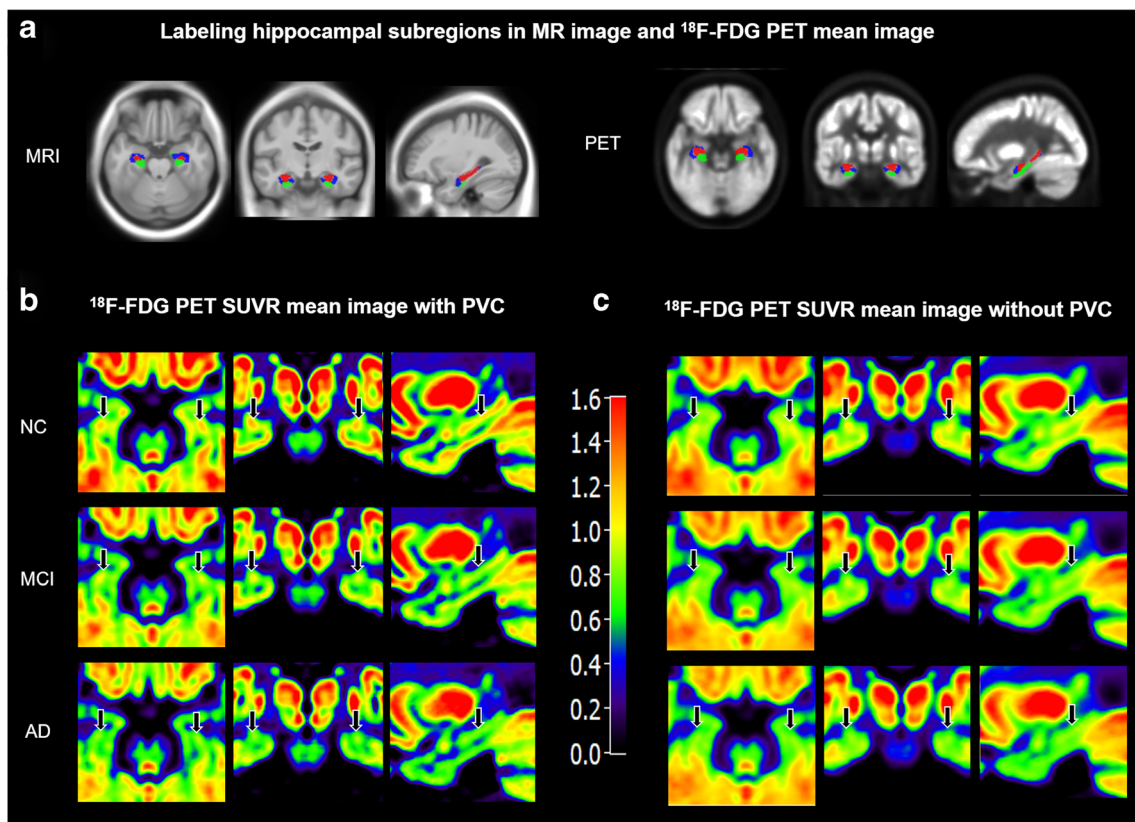 a
Labeling hippocampal subregions in MR image and ¹⁸F-FDG PET mean image
MRI
PET
b
¹⁸F-FDG PET SUVR mean image with PVC
c
¹⁸F-FDG PET SUVR mean image without PVC
NC
MCI
AD
1.6
1.4
1.2
1.0
0.8
0.6
0.4
0.2
0.0